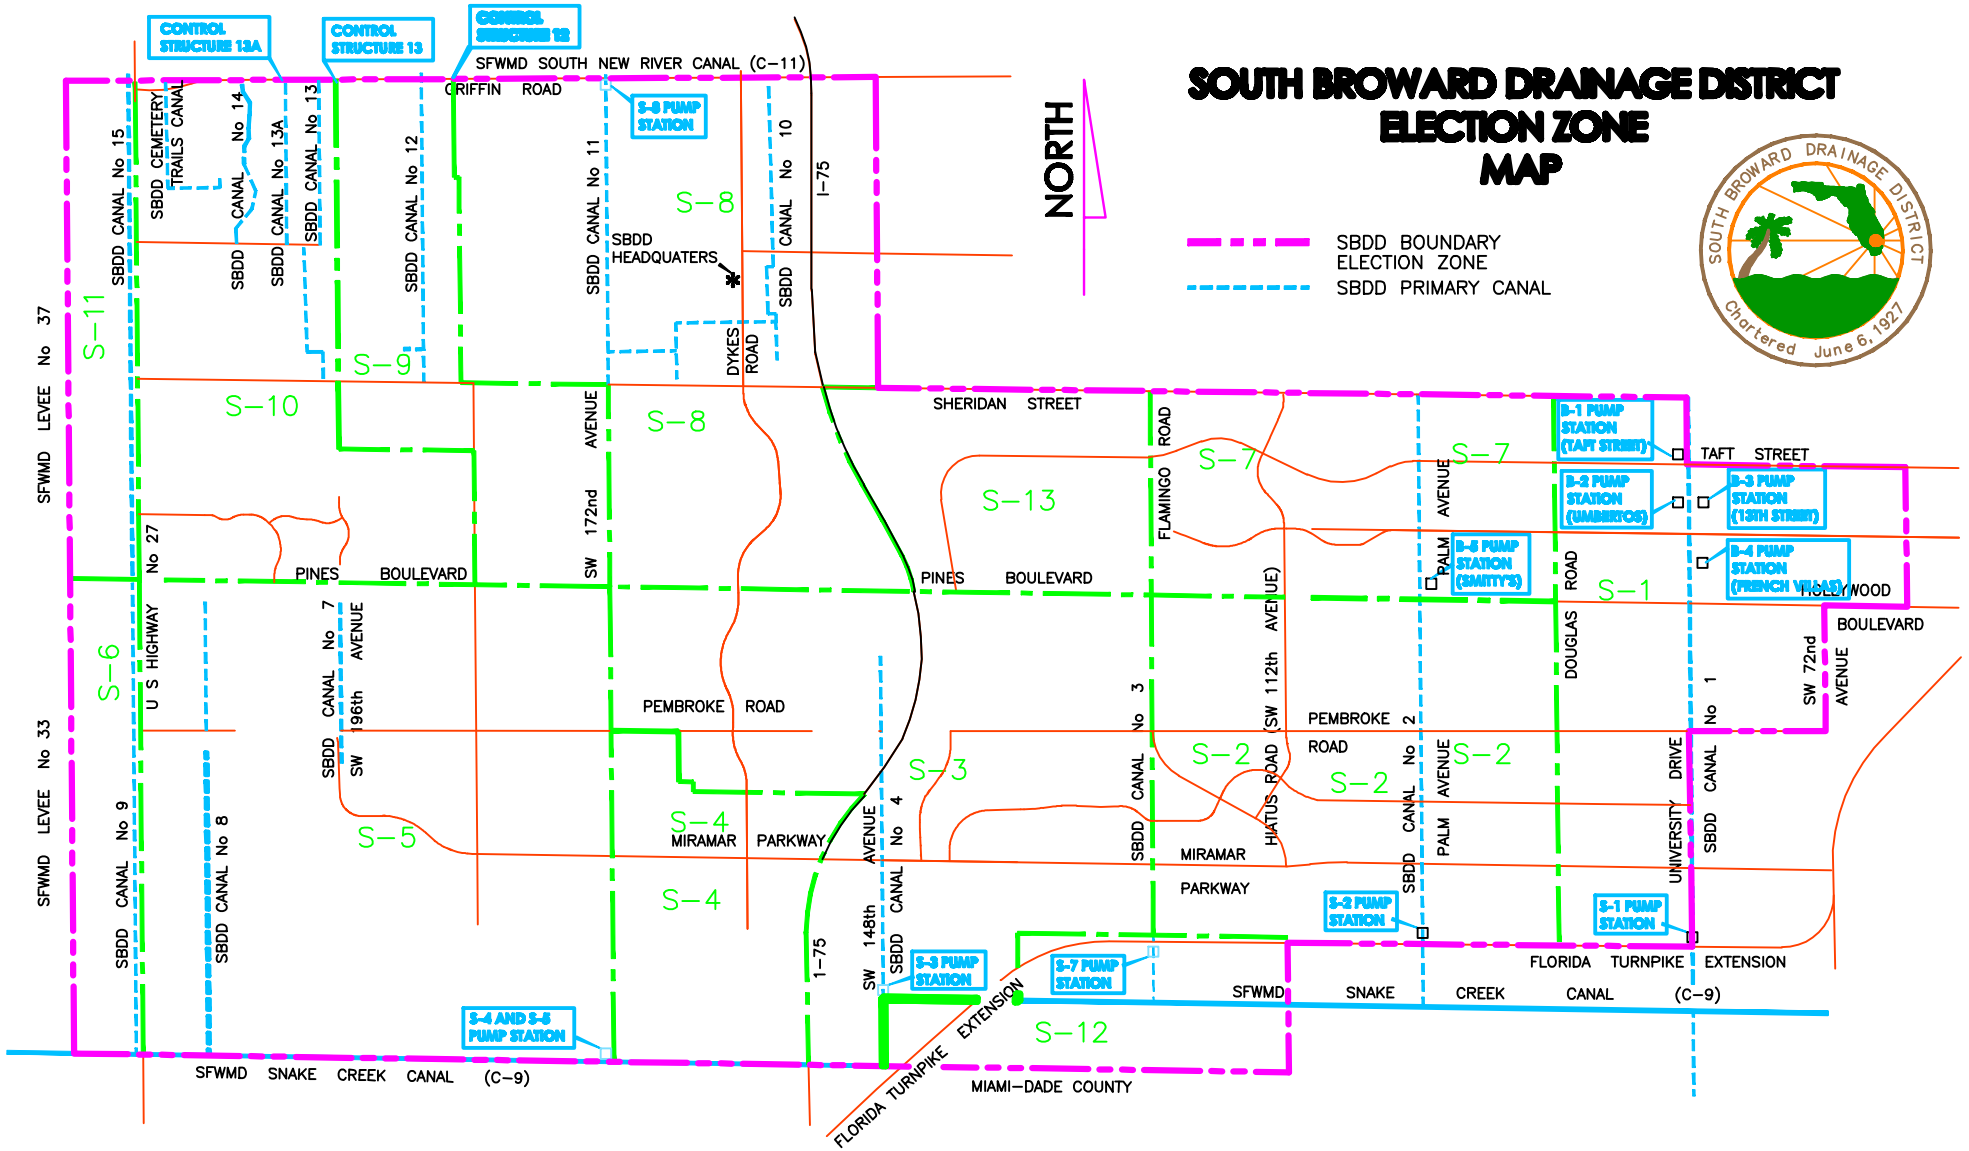 SOUTH BROWARD DRAINAGE DISTRICT
ELECTION ZONE
MAP
NORTH
SBDD BOUNDARY
ELECTION ZONE
SBDD PRIMARY CANAL
SOUTH BROWARD DRAINAGE DISTRICT
Chartered June 6, 1927
CONTROL
STRUCTURE 13A
CONTROL
STRUCTURE 13
CONTROL
STRUCTURE 12
SFWMD SOUTH NEW RIVER CANAL (C-11)
GRIFFIN ROAD
S-8 PUMP
STATION
SBDD CANAL No 15
SBDD CEMETERY
TRAILS CANAL
SBDD CANAL No 14
SBDD CANAL No 13A
SBDD CANAL No 13
SBDD CANAL No 12
SBDD CANAL No 11
SBDD CANAL No 10
I-75
S-8
SBDD
HEADQUATERS
*
DYKES
ROAD
SFWMD LEVEE No 37
S-11
S-9
S-10
S-8
SW 172nd AVENUE
SHERIDAN STREET
FLAMINGO ROAD
S-7
S-7
S-13
PALM AVENUE
B-1 PUMP
STATION
(TAFT STREET)
TAFT STREET
B-2 PUMP
STATION
(UMBERTOS)
B-3 PUMP
STATION
(13TH STREET)
B-5 PUMP
STATION
(SMITTY'S)
B-4 PUMP
STATION
(FRENCH VILLAS)
HOLLYWOOD
BOULEVARD
DOUGLAS ROAD
S-1
U S HIGHWAY No 27
PINES BOULEVARD
PINES BOULEVARD
S-6
SBDD CANAL No 7
SW 196th AVENUE
SW 72nd
AVENUE
HIATUS ROAD (SW 112th AVENUE)
PEMBROKE ROAD
PEMBROKE
ROAD
SFWMD LEVEE No 33
SBDD CANAL No 9
SBDD CANAL No 8
S-5
S-4
MIRAMAR PARKWAY
S-4
S-3
SW 148th AVENUE
SBDD CANAL No 4
I-75
SBDD CANAL No 3
S-2
S-2
S-2
SBDD CANAL No 2
PALM AVENUE
UNIVERSITY DRIVE
SBDD CANAL No 1
MIRAMAR
PARKWAY
S-2 PUMP
STATION
S-1 PUMP
STATION
S-3 PUMP
STATION
S-7 PUMP
STATION
FLORIDA TURNPIKE EXTENSION
SFWMD SNAKE CREEK CANAL (C-9)
S-4 AND S-5
PUMP STATION
S-12
SFWMD SNAKE CREEK CANAL (C-9)
FLORIDA TURNPIKE EXTENSION
MIAMI-DADE COUNTY